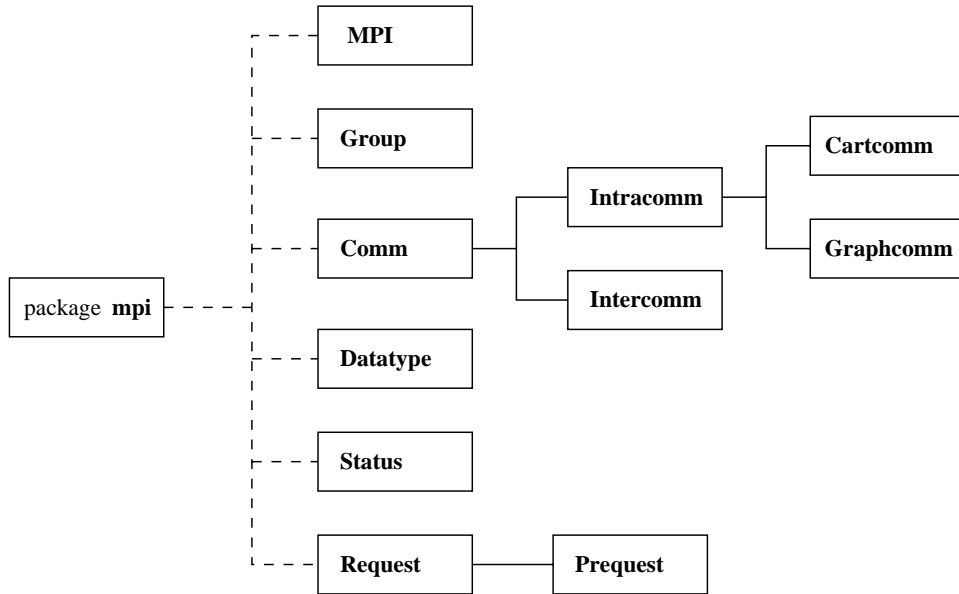 MPI
Group
Cartcomm
Intracomm
Comm
Graphcomm
package mpi
Intercomm
Datatype
Status
Request
Prequest